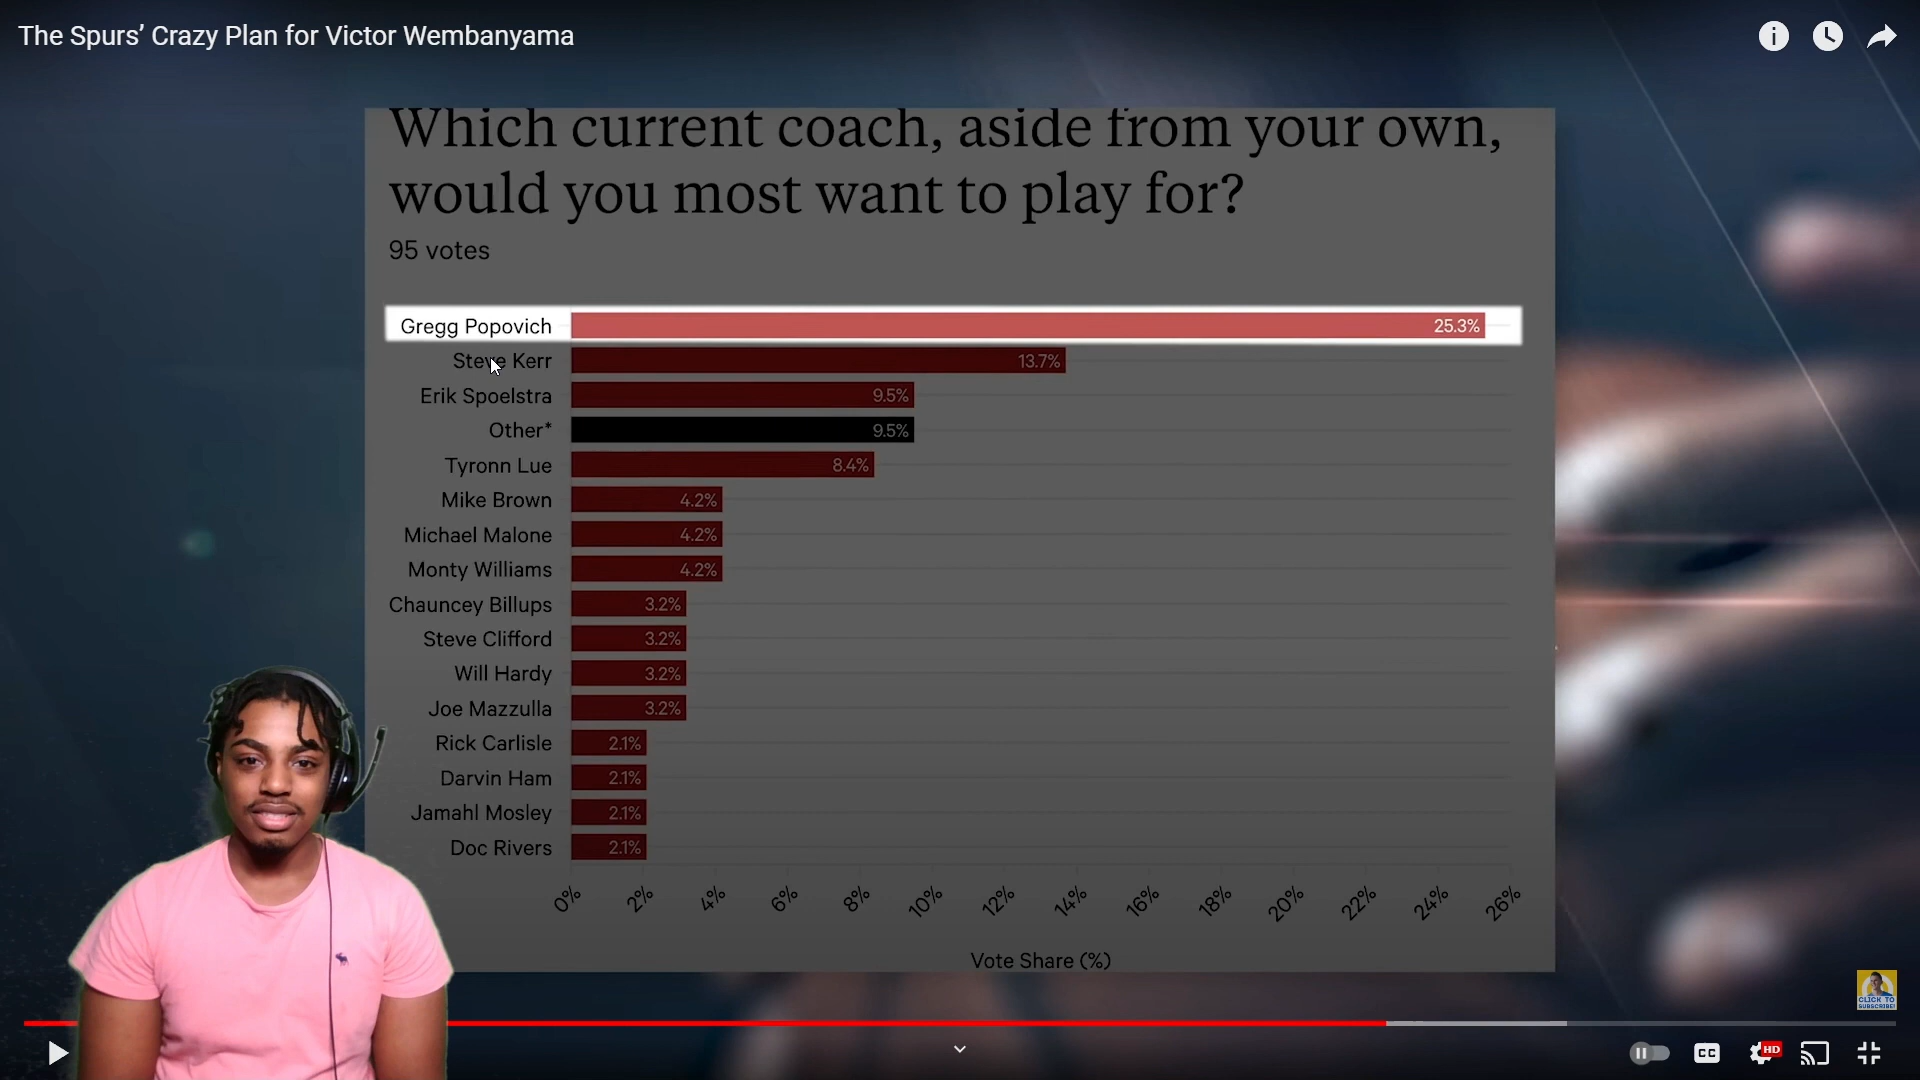 The Spurs’ Crazy Plan for Victor Wembanyama
Which current coach, aside from your own,
would you most want to play for?
95 votes
Gregg Popovich 25.3%
Steve Kerr 13.7%
Erik Spoelstra 9.5%
Other* 9.5%
Tyronn Lue 8.4%
Mike Brown 4.2%
Michael Malone 4.2%
Monty Williams 4.2%
Chauncey Billups 3.2%
Steve Clifford 3.2%
Will Hardy 3.2%
Joe Mazzulla 3.2%
Rick Carlisle 2.1%
Darvin Ham 2.1%
Jamahl Mosley 2.1%
Doc Rivers 2.1%
0% 2% 4% 6% 8% 10% 12% 14% 16% 18% 20% 22% 24% 26%
Vote Share (%)
CLICK TO
SUBSCRIBE!
CC HD